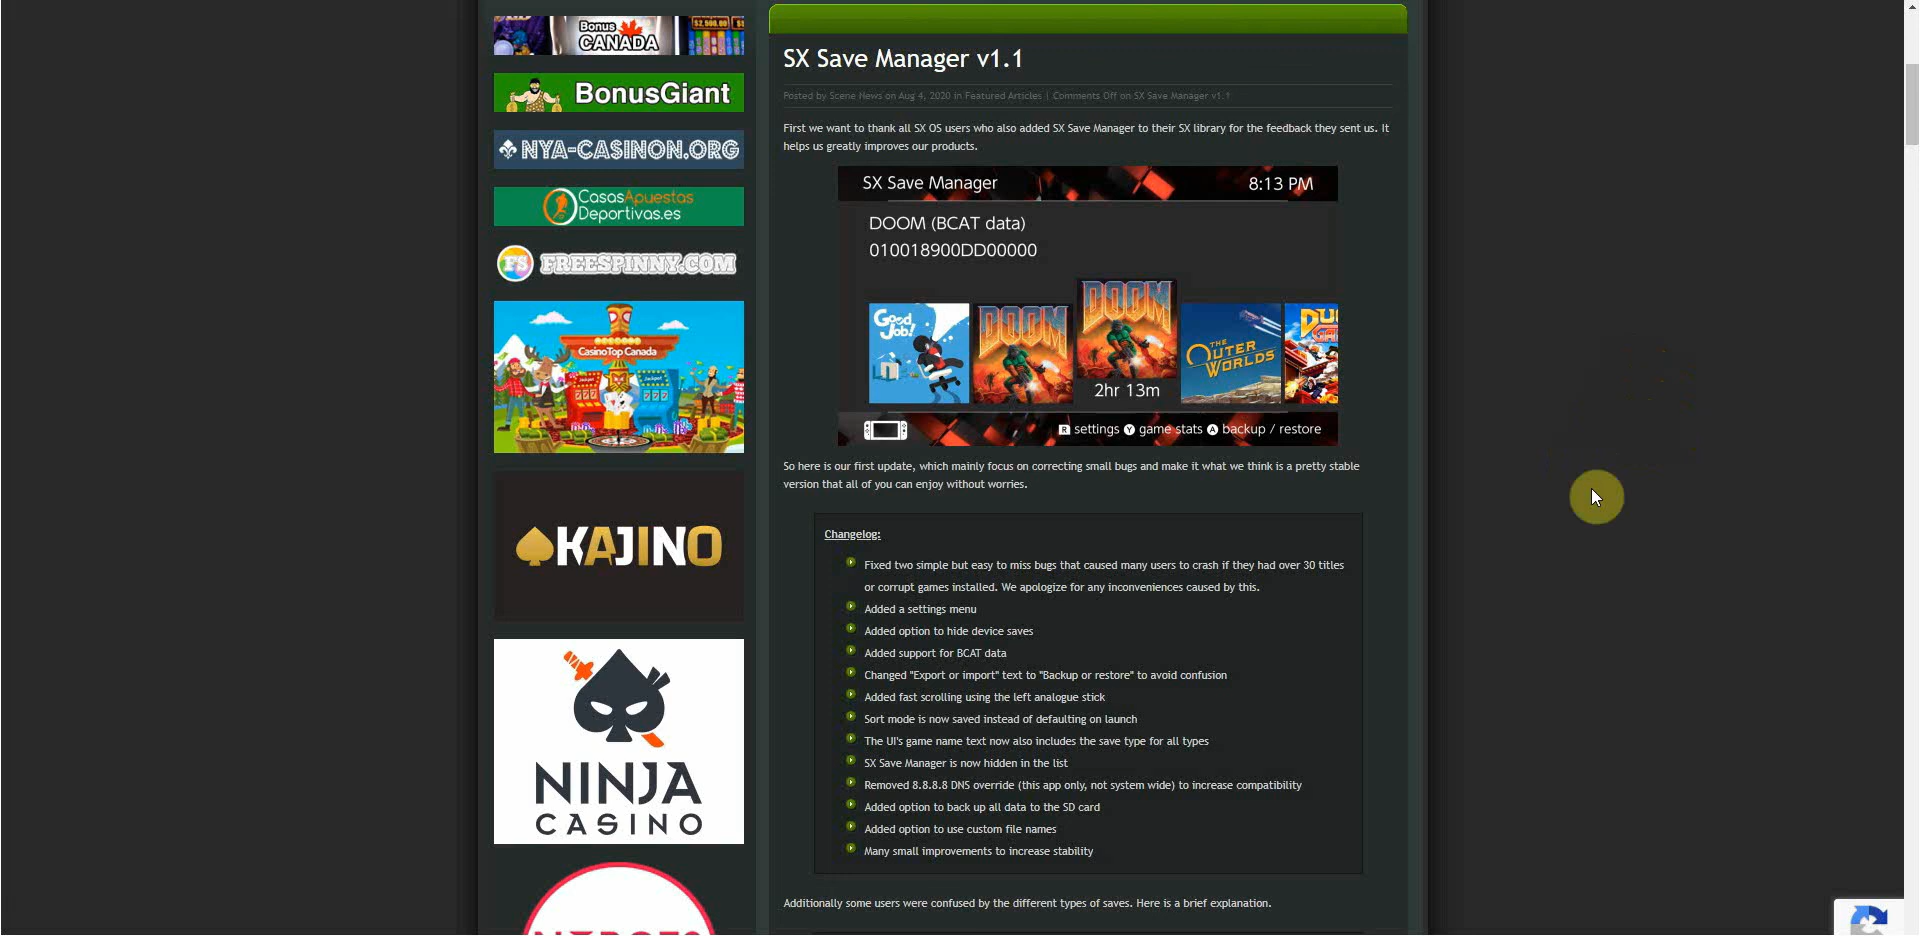 Bonus
CANADA
$2,500.00
BonusGiant
NYA-CASINON.ORG
CasasApuestas
Deportivas.es
FS FREESPINNY.COM
CasinoTop Canada
Jackpot
KAJINO
NINJA
CASINO
SX Save Manager v1.1
Posted by Scene News on Aug 4, 2020 in Featured Articles | Comments Off on SX Save Manager v1.1
First we want to thank all SX OS users who also added SX Save Manager to their SX library for the feedback they sent us. It
helps us greatly improves our products.
SX Save Manager 8:13 PM
DOOM (BCAT data)
010018900DD00000
Good Job!
DOOM
DOOM
THE OUTER WORLDS
2hr 13m
R settings Y game stats A backup / restore
So here is our first update, which mainly focus on correcting small bugs and make it what we think is a pretty stable
version that all of you can enjoy without worries.
Changelog:
Fixed two simple but easy to miss bugs that caused many users to crash if they had over 30 titles
or corrupt games installed. We apologize for any inconveniences caused by this.
Added a settings menu
Added option to hide device saves
Added support for BCAT data
Changed "Export or import" text to "Backup or restore" to avoid confusion
Added fast scrolling using the left analogue stick
Sort mode is now saved instead of defaulting on launch
The UI's game name text now also includes the save type for all types
SX Save Manager is now hidden in the list
Removed 8.8.8.8 DNS override (this app only, not system wide) to increase compatibility
Added option to back up all data to the SD card
Added option to use custom file names
Many small improvements to increase stability
Additionally some users were confused by the different types of saves. Here is a brief explanation.